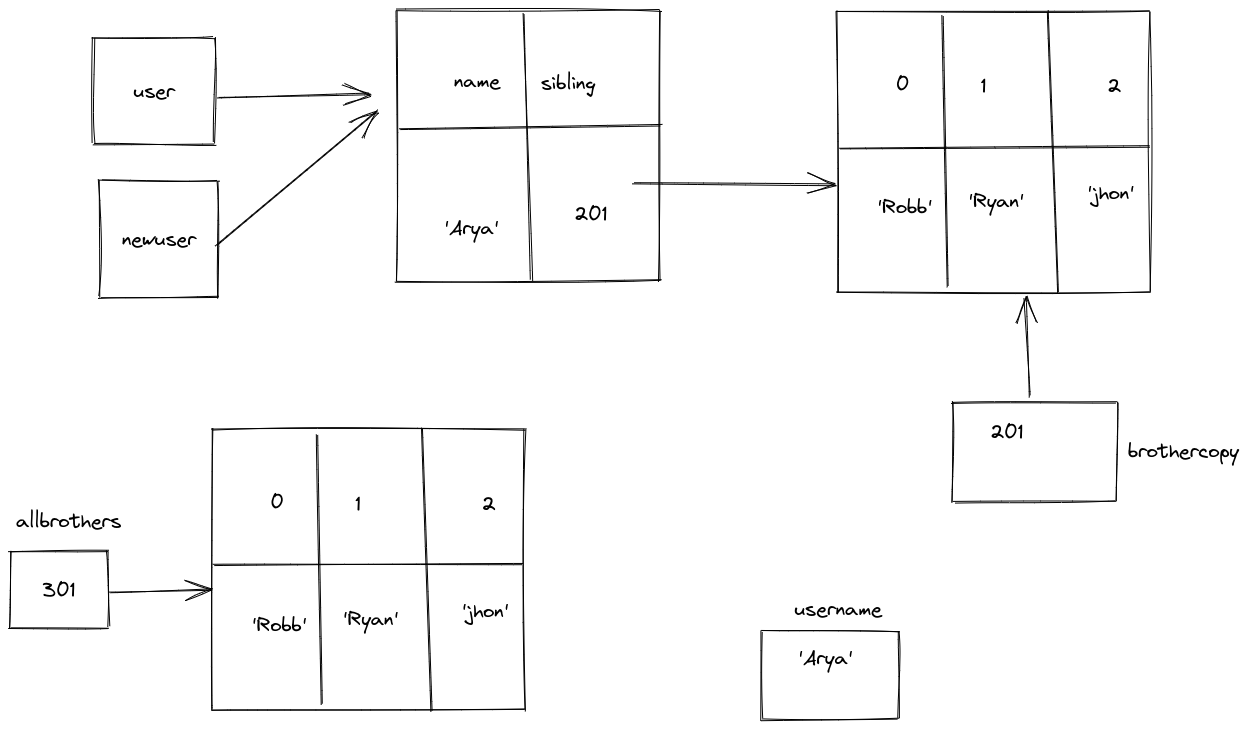 user
newuser
name sibling
'Arya' 201
0 1 2
'Robb' 'Ryan' 'jhon'
201
brothercopy
allbrothers
301
0 1 2
'Robb' 'Ryan' 'jhon'
username
'Arya'